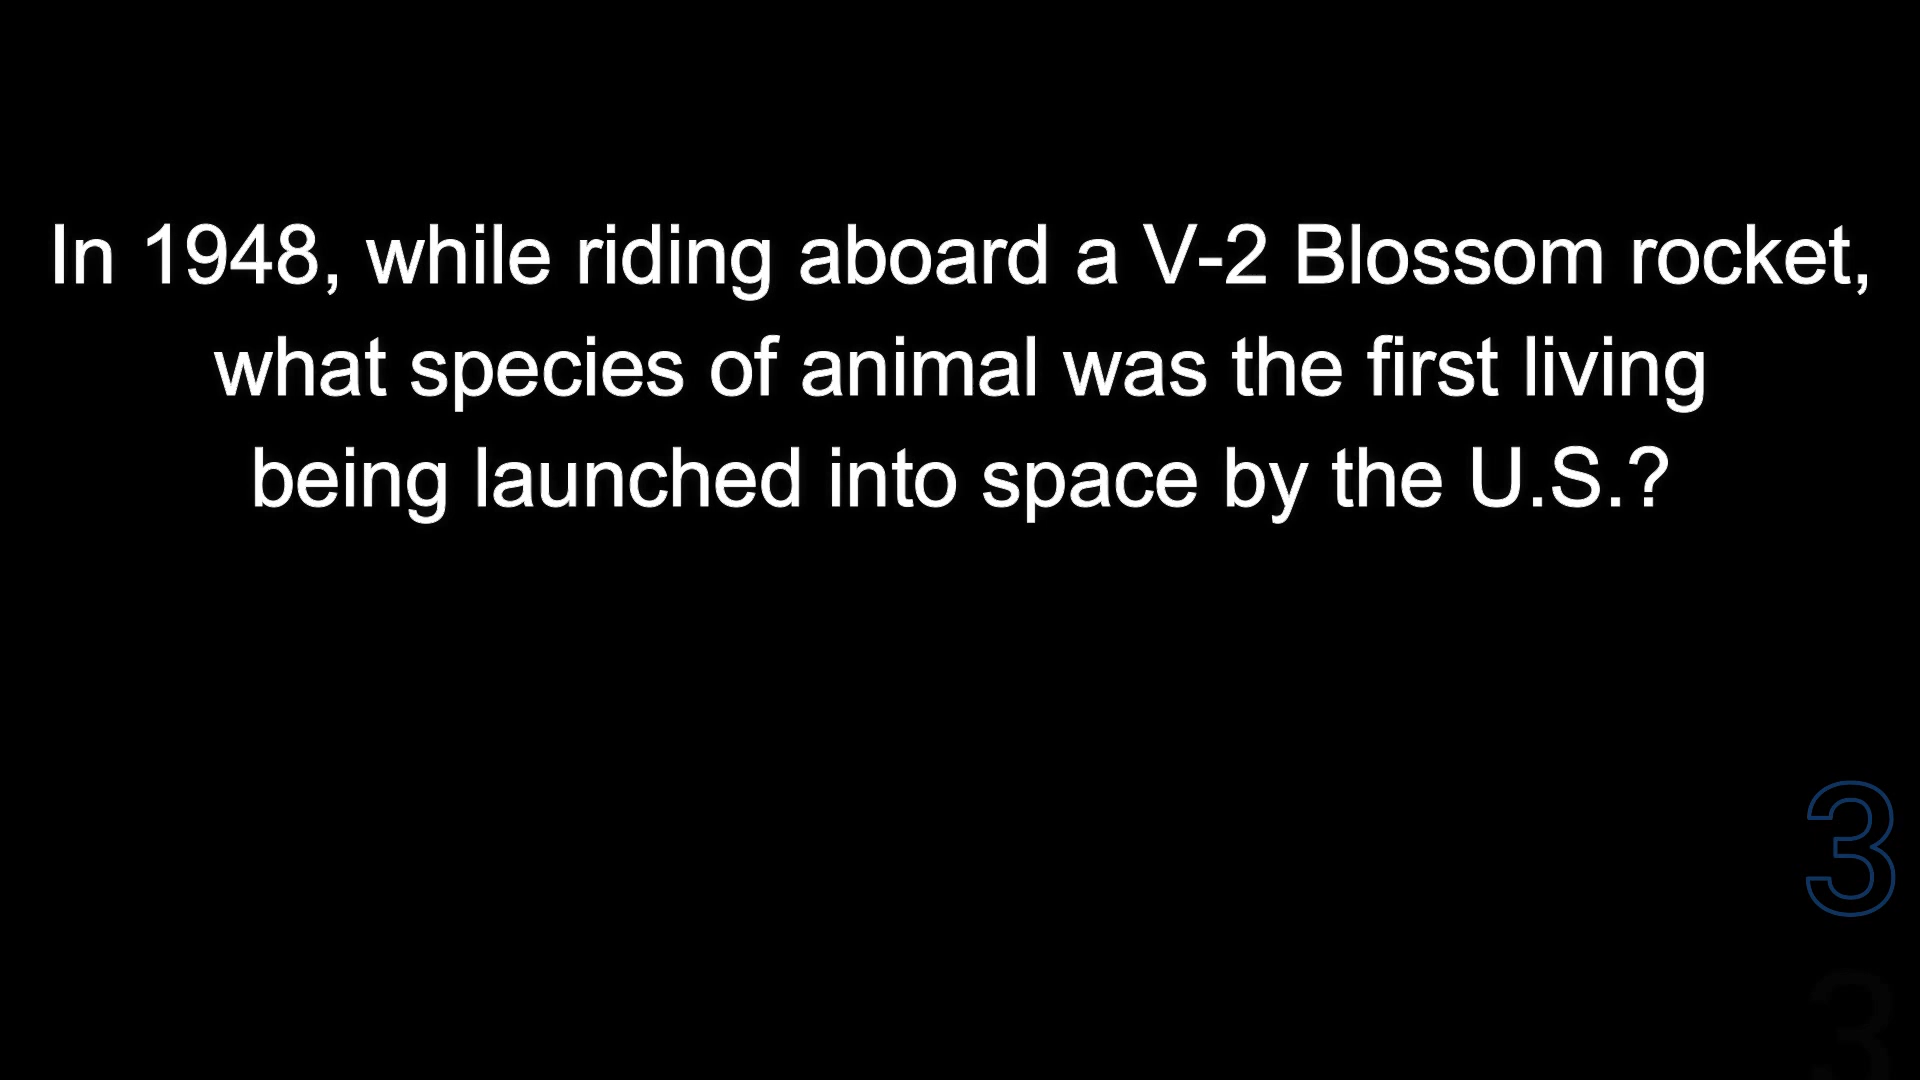 In 1948, while riding aboard a V-2 Blossom rocket,
what species of animal was the first living
being launched into space by the U.S.?
3
3